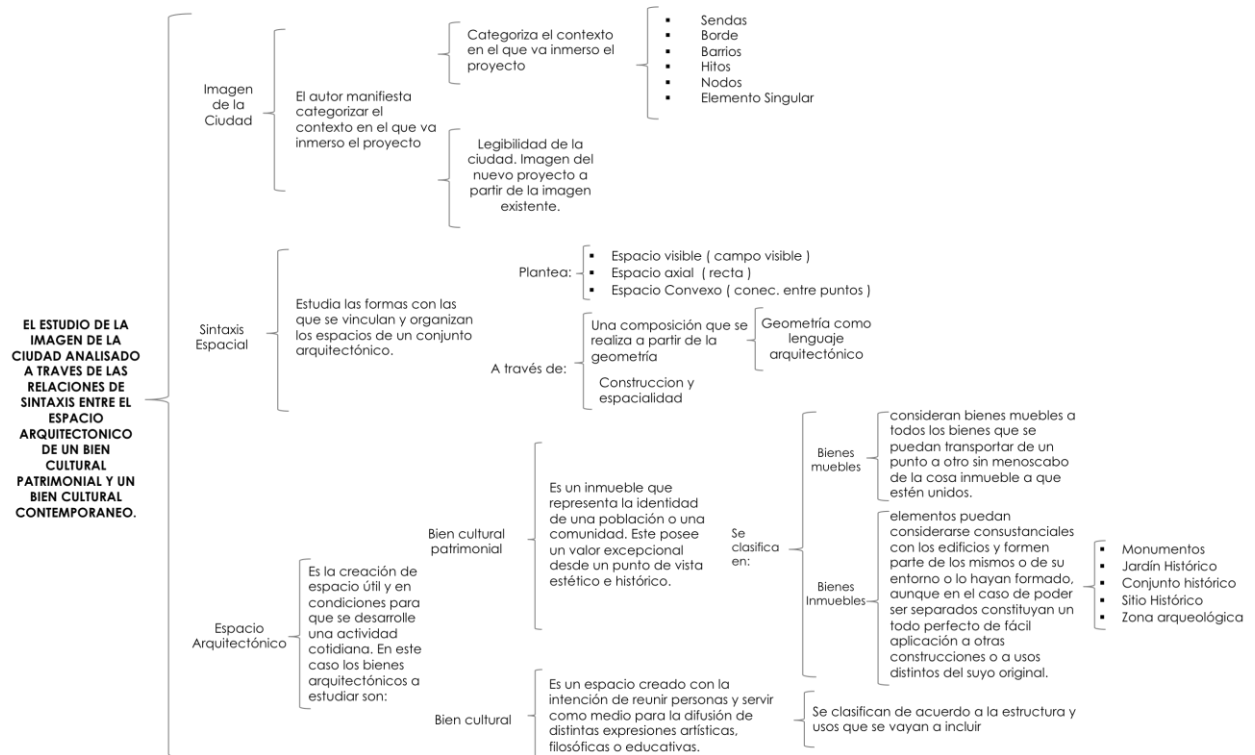 EL ESTUDIO DE LA
IMAGEN DE LA
CIUDAD ANALISADO
A TRAVES DE LAS
RELACIONES DE
SINTAXIS ENTRE EL
ESPACIO
ARQUITECTONICO
DE UN BIEN
CULTURAL
PATRIMONIAL Y UN
BIEN CULTURAL
CONTEMPORANEO.
Imagen
de la
Ciudad
El autor manifiesta
categorizar el
contexto en el que va
inmerso el proyecto
Categoriza el contexto
en el que va inmerso el
proyecto
▪ Sendas
▪ Borde
▪ Barrios
▪ Hitos
▪ Nodos
▪ Elemento Singular
Legibilidad de la
ciudad. Imagen del
nuevo proyecto a
partir de la imagen
existente.
Sintaxis
Espacial
Estudia las formas con las
que se vinculan y organizan
los espacios de un conjunto
arquitectónico.
Plantea:
▪ Espacio visible ( campo visible )
▪ Espacio axial ( recta )
▪ Espacio Convexo ( conec. entre puntos )
A través de:
Una composición que se
realiza a partir de la
geometría
Geometría como
lenguaje
arquitectónico
Construccion y
espacialidad
Espacio
Arquitectónico
Es la creación de
espacio útil y en
condiciones para
que se desarrolle
una actividad
cotidiana. En este
caso los bienes
arquitectónicos a
estudiar son:
Bien cultural
patrimonial
Es un inmueble que
representa la identidad
de una población o una
comunidad. Este posee
un valor excepcional
desde un punto de vista
estético e histórico.
Se
clasifica
en:
Bienes
muebles
consideran bienes muebles a
todos los bienes que se
puedan transportar de un
punto a otro sin menoscabo
de la cosa inmueble a que
estén unidos.
Bienes
Inmuebles
elementos puedan
considerarse consustanciales
con los edificios y formen
parte de los mismos o de su
entorno o lo hayan formado,
aunque en el caso de poder
ser separados constituyan un
todo perfecto de fácil
aplicación a otras
construcciones o a usos
distintos del suyo original.
▪ Monumentos
▪ Jardín Histórico
▪ Conjunto histórico
▪ Sitio Histórico
▪ Zona arqueológica
Bien cultural
Es un espacio creado con la
intención de reunir personas y servir
como medio para la difusión de
distintas expresiones artísticas,
filosóficas o educativas.
Se clasifican de acuerdo a la estructura y
usos que se vayan a incluir